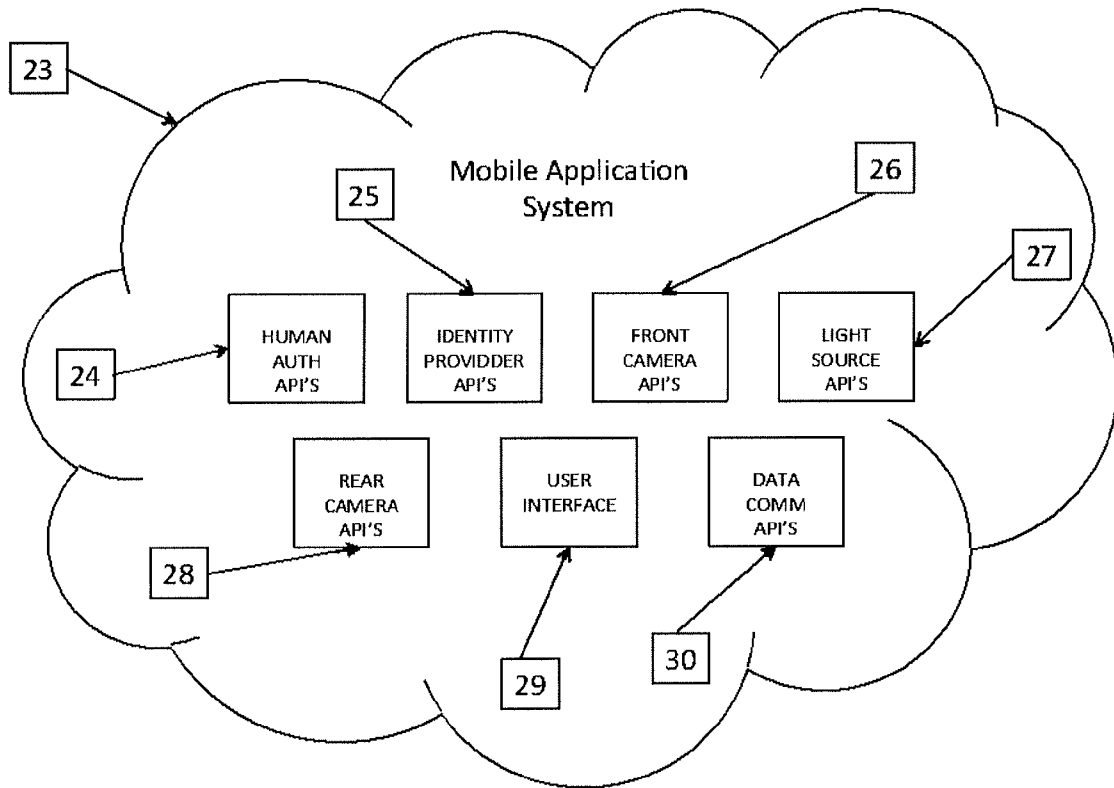 23
Mobile Application
System
25
26
27
24
HUMAN
AUTH
API'S
IDENTITY
PROVIDDER
API'S
FRONT
CAMERA
API'S
LIGHT
SOURCE
API'S
REAR
CAMERA
API'S
USER
INTERFACE
DATA
COMM
API'S
28
29
30